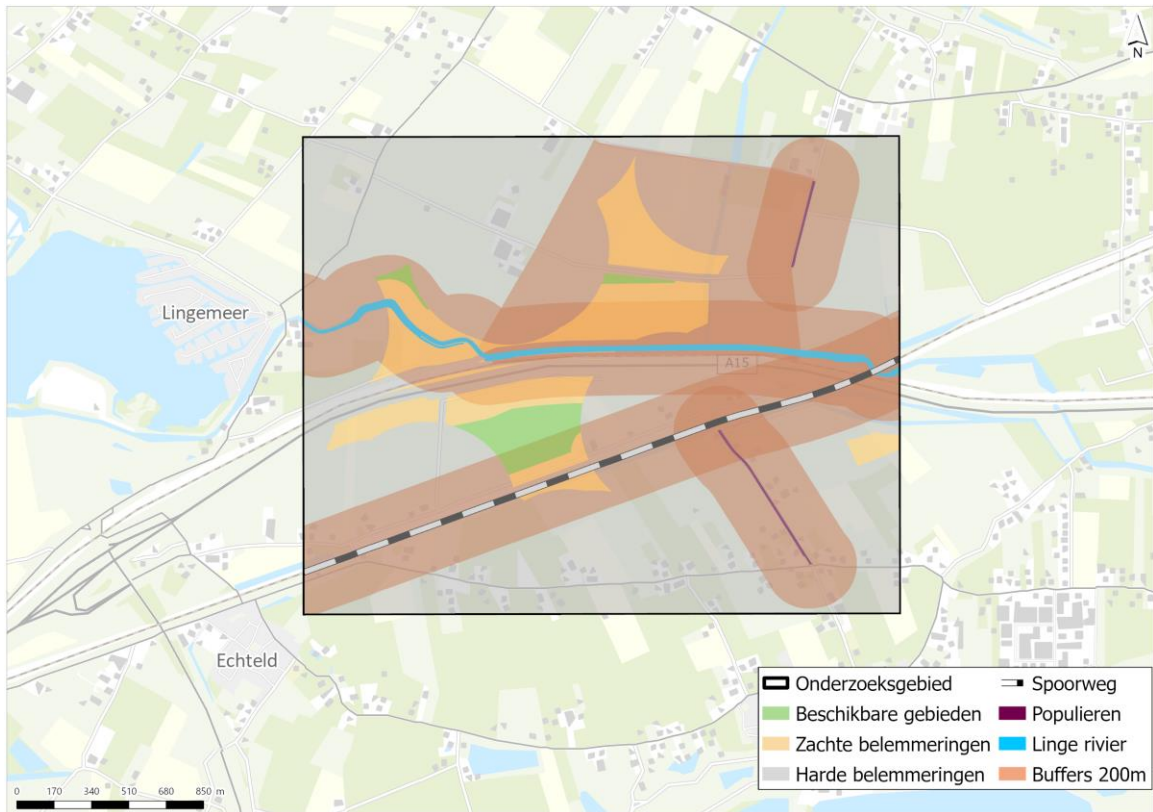 N
Lingemeer
A15
Echteld
Onderzoeksgebied
Spoorweg
Beschikbare gebieden
Populieren
Zachte belemmeringen
Linge rivier
Harde belemmeringen
Buffers 200m
0 170 340 510 680 850 m